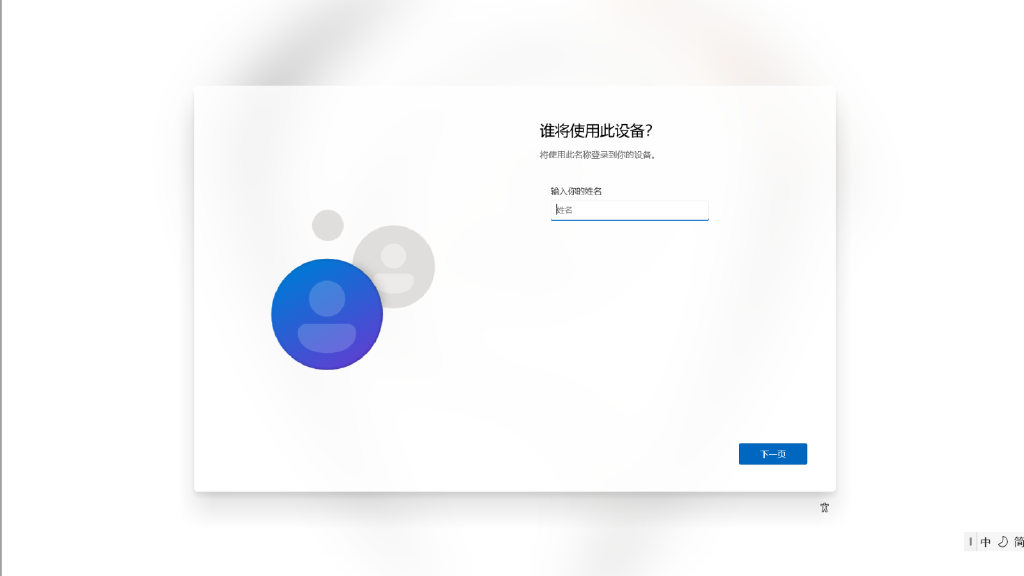 谁将使用此设备?
将使用此名称登录到你的设备。
输入你的姓名
姓名
下一页
中 简